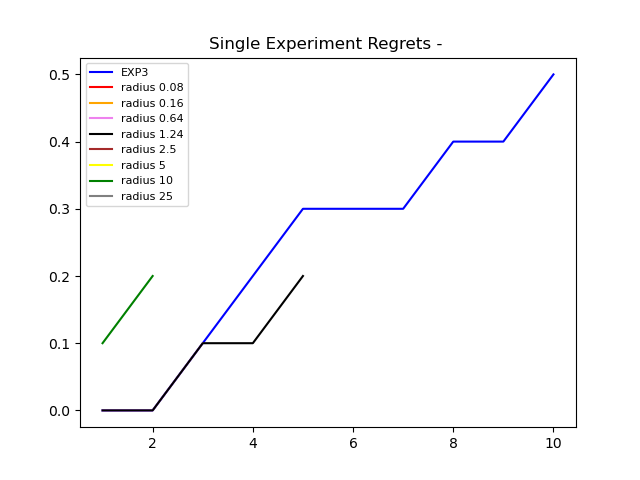 Single Experiment Regrets -
EXP3
radius 0.08
radius 0.16
radius 0.64
radius 1.24
radius 2.5
radius 5
radius 10
radius 25
0.5
0.4
0.3
0.2
0.1
0.0
2 4 6 8 10